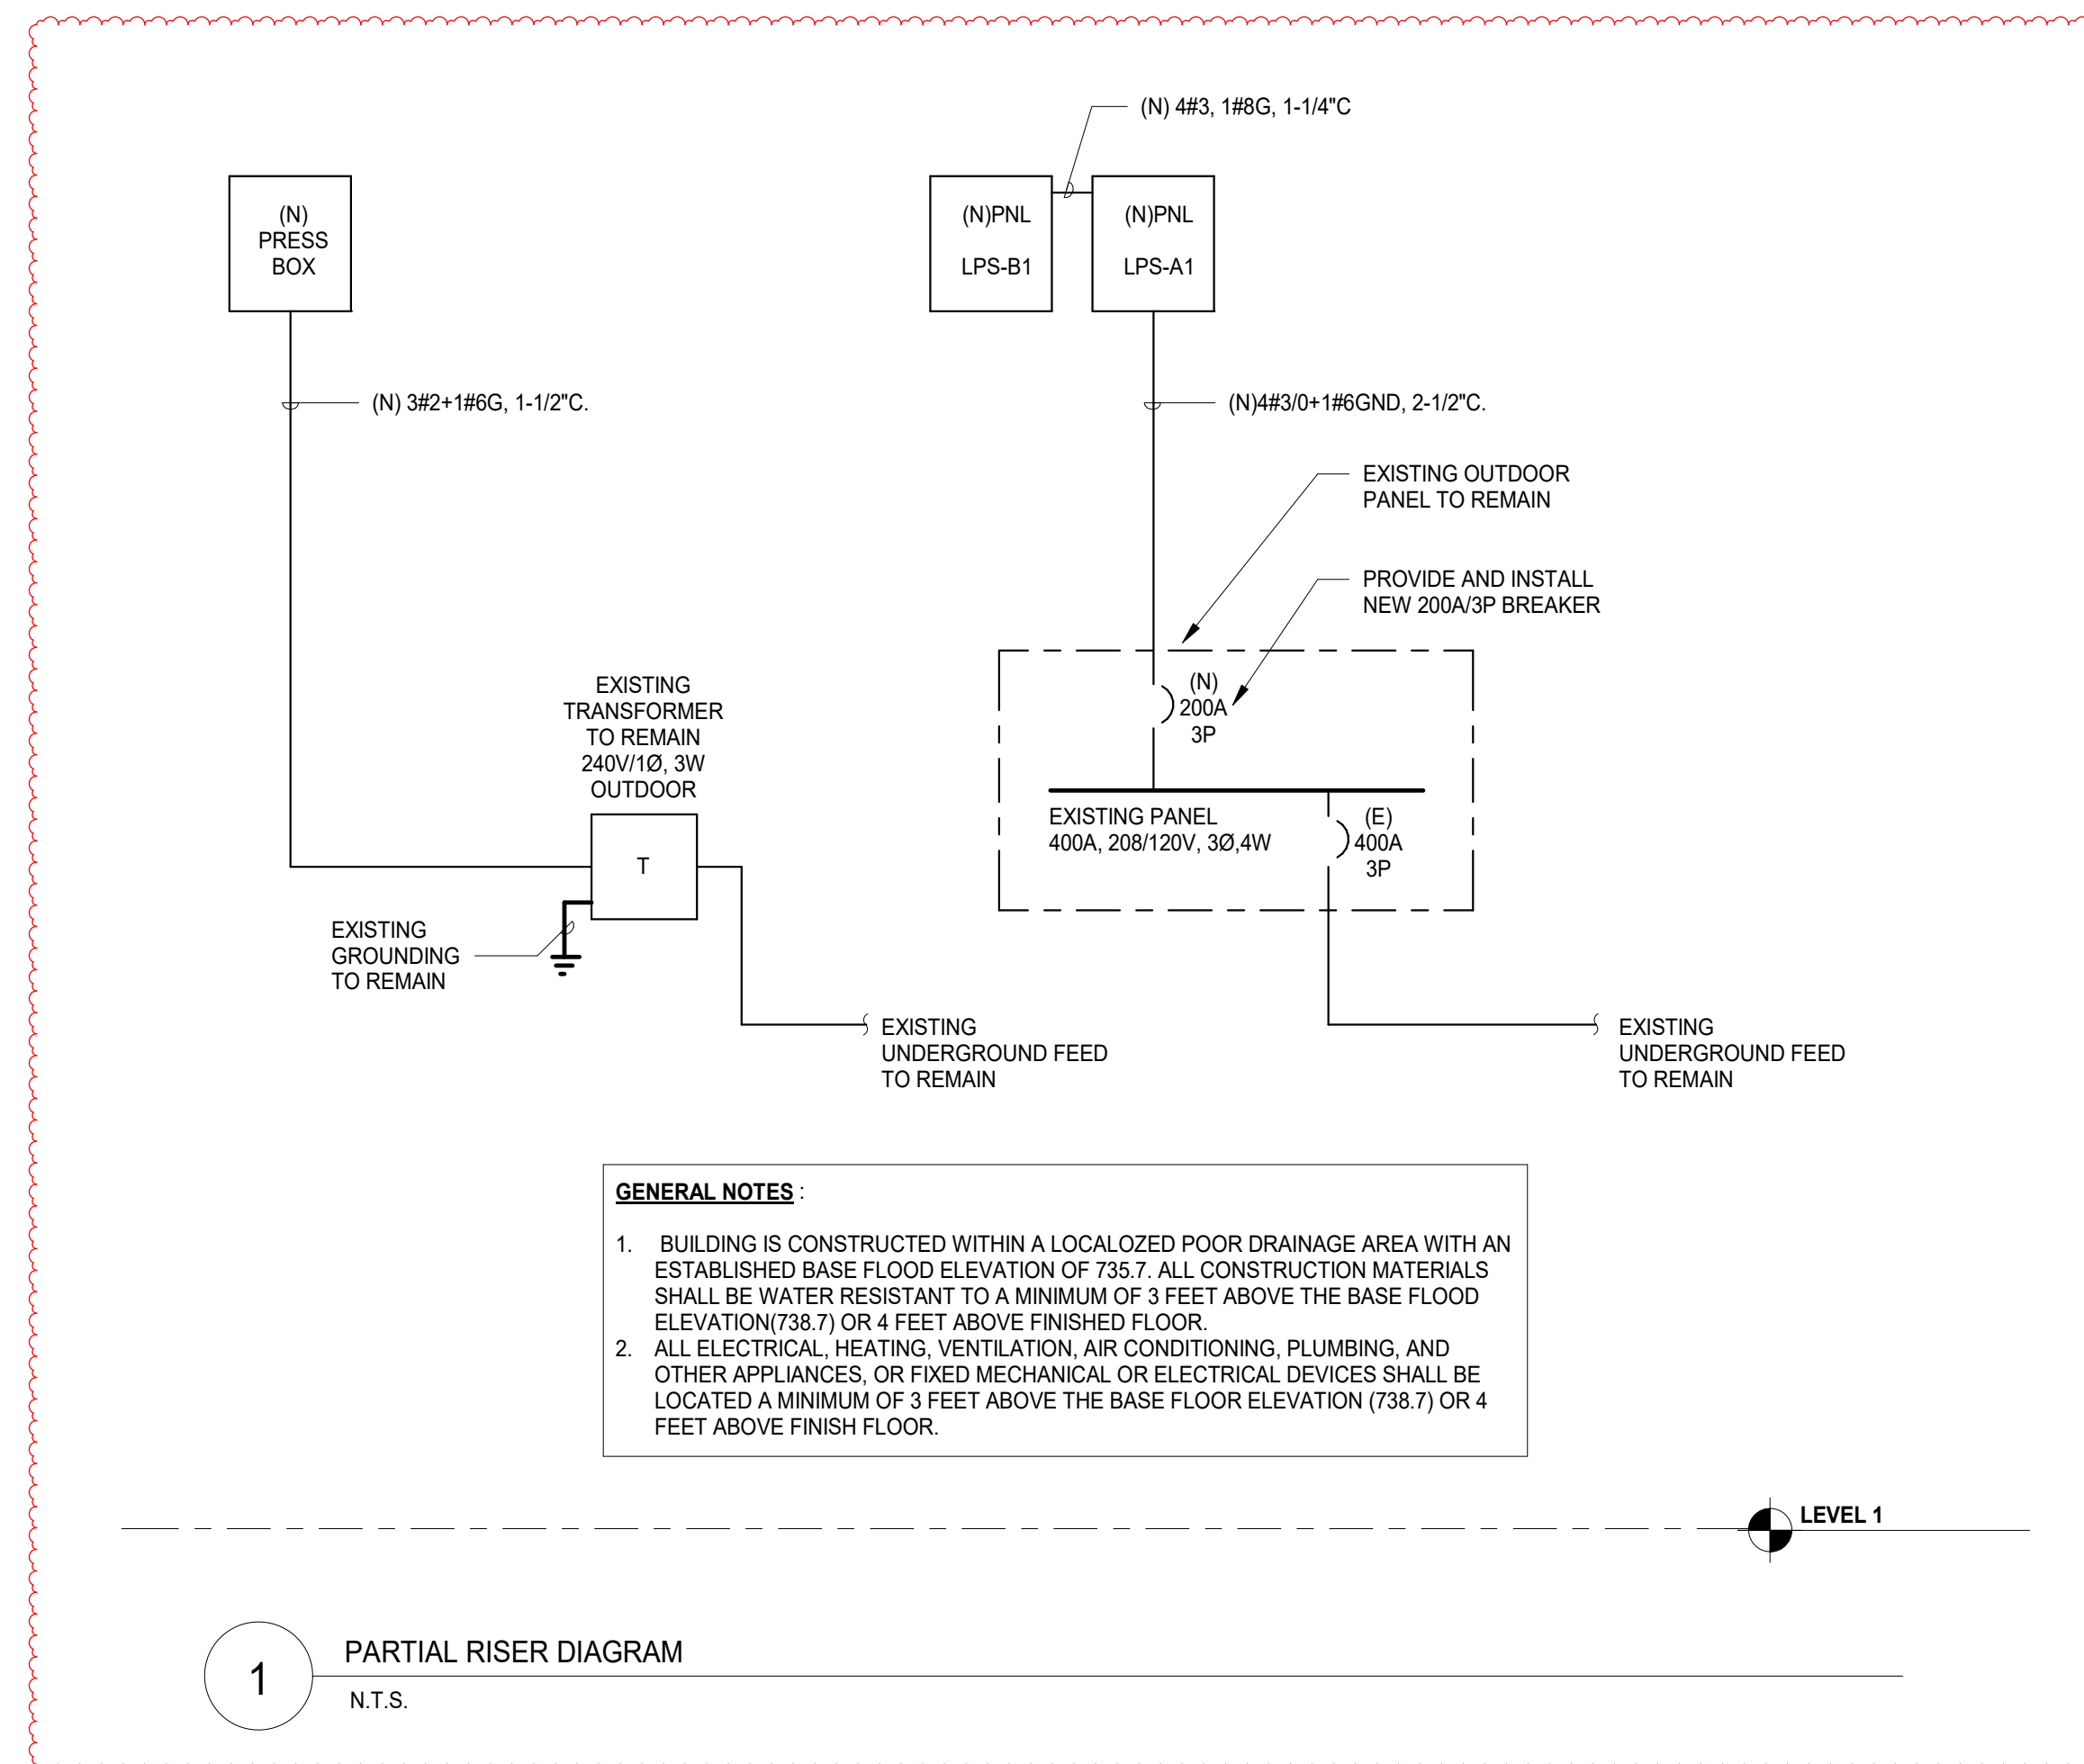 (N) 4#3, 1#8G, 1-1/4"C
(N)
PRESS
BOX
(N)PNL
LPS-B1
(N)PNL
LPS-A1
(N) 3#2+1#6G, 1-1/2"C.
(N)4#3/0+1#6GND, 2-1/2"C.
EXISTING OUTDOOR
PANEL TO REMAIN
PROVIDE AND INSTALL
NEW 200A/3P BREAKER
EXISTING
TRANSFORMER
TO REMAIN
240V/1Ø, 3W
OUTDOOR
T
(N)
200A
3P
EXISTING PANEL
400A, 208/120V, 3Ø,4W
(E)
400A
3P
EXISTING
GROUNDING
TO REMAIN
EXISTING
UNDERGROUND FEED
TO REMAIN
EXISTING
UNDERGROUND FEED
TO REMAIN
GENERAL NOTES :
1. BUILDING IS CONSTRUCTED WITHIN A LOCALOZED POOR DRAINAGE AREA WITH AN
ESTABLISHED BASE FLOOD ELEVATION OF 735.7. ALL CONSTRUCTION MATERIALS
SHALL BE WATER RESISTANT TO A MINIMUM OF 3 FEET ABOVE THE BASE FLOOD
ELEVATION(738.7) OR 4 FEET ABOVE FINISHED FLOOR.
2. ALL ELECTRICAL, HEATING, VENTILATION, AIR CONDITIONING, PLUMBING, AND
OTHER APPLIANCES, OR FIXED MECHANICAL OR ELECTRICAL DEVICES SHALL BE
LOCATED A MINIMUM OF 3 FEET ABOVE THE BASE FLOOR ELEVATION (738.7) OR 4
FEET ABOVE FINISH FLOOR.
LEVEL 1
1
PARTIAL RISER DIAGRAM
N.T.S.